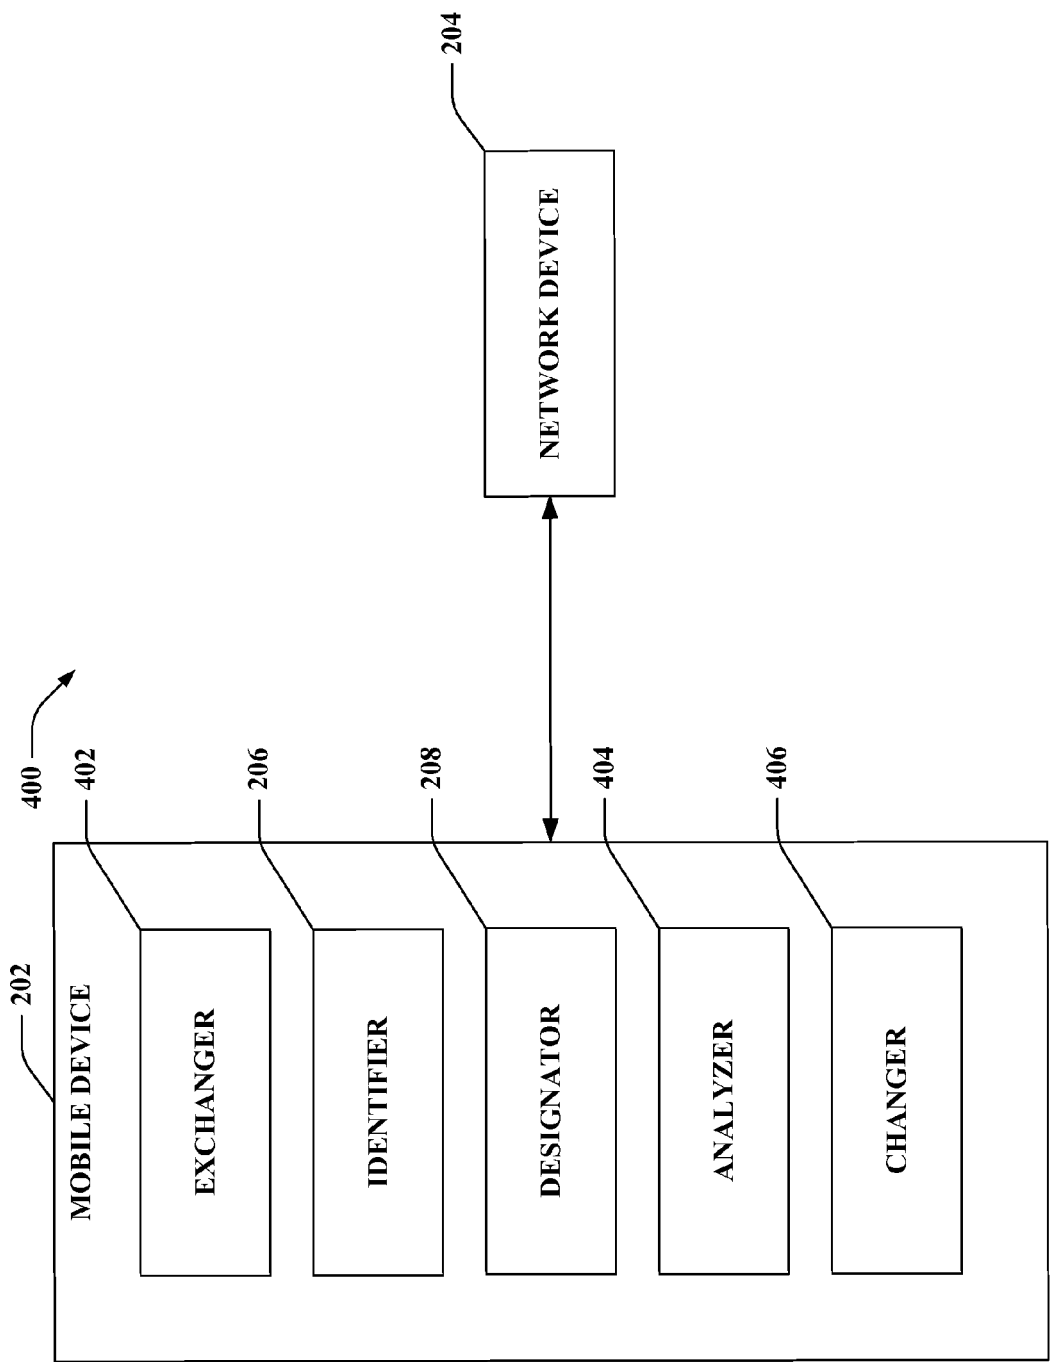 400
202
MOBILE DEVICE
402
EXCHANGER
206
IDENTIFIER
208
DESIGNATOR
404
ANALYZER
406
CHANGER
204
NETWORK DEVICE